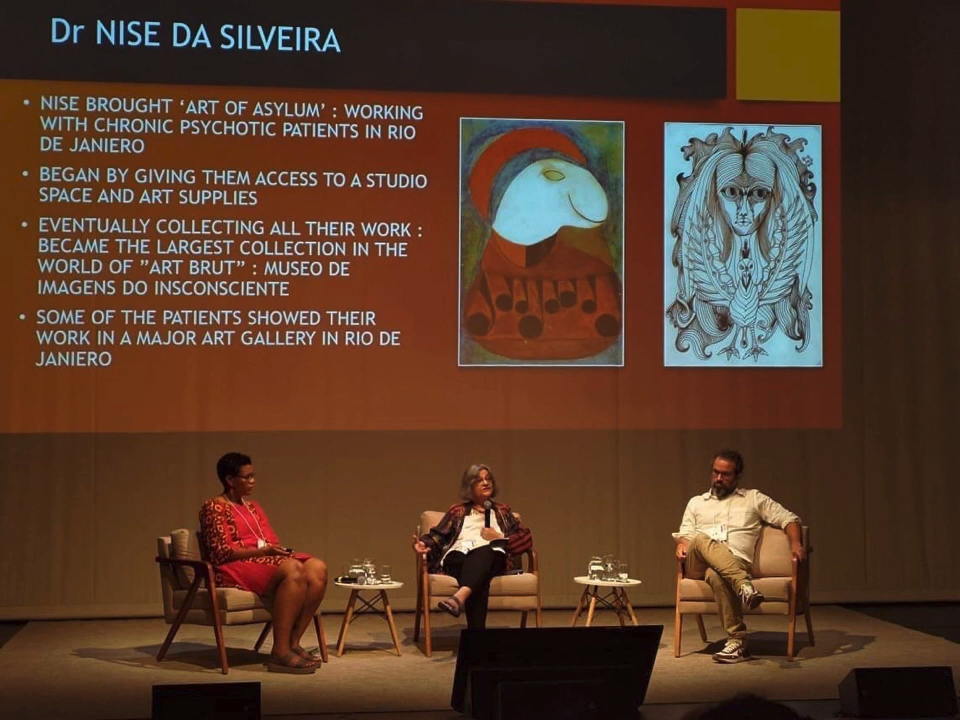 Dr NISE DA SILVEIRA
• NISE BROUGHT ‘ART OF ASYLUM’ : WORKING
WITH CHRONIC PSYCHOTIC PATIENTS IN RIO
DE JANIERO
• BEGAN BY GIVING THEM ACCESS TO A STUDIO
SPACE AND ART SUPPLIES
• EVENTUALLY COLLECTING ALL THEIR WORK :
BECAME THE LARGEST COLLECTION IN THE
WORLD OF ”ART BRUT” : MUSEO DE
IMAGENS DO INSCONSCIENTE
• SOME OF THE PATIENTS SHOWED THEIR
WORK IN A MAJOR ART GALLERY IN RIO DE
JANIERO